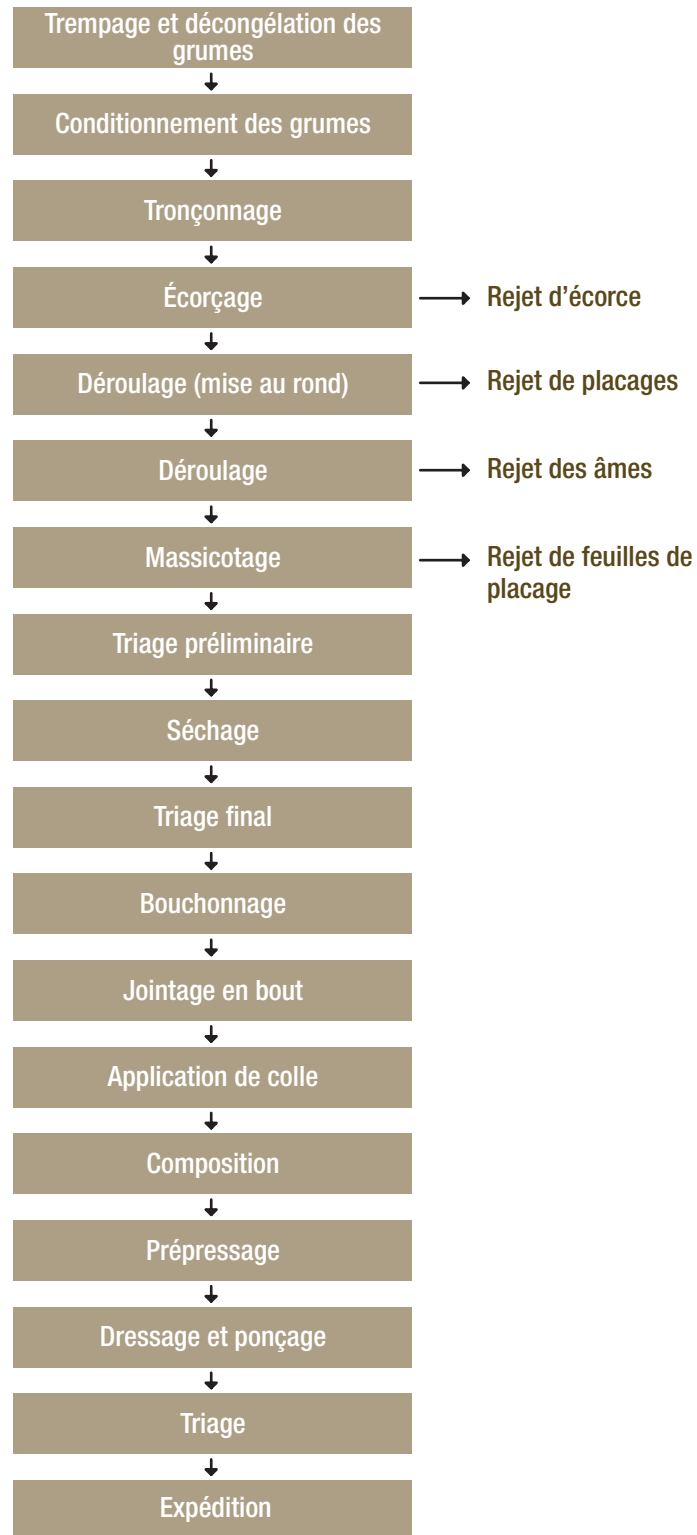 Trempage et décongélation des
grumes
Conditionnement des grumes
Tronçonnage
Écorçage
Rejet d'écorce
Déroulage (mise au rond)
Rejet de placages
Déroulage
Rejet des âmes
Massicotage
Rejet de feuilles de
placage
Triage préliminaire
Séchage
Triage final
Bouchonnage
Jointage en bout
Application de colle
Composition
Prépressage
Dressage et ponçage
Triage
Expédition